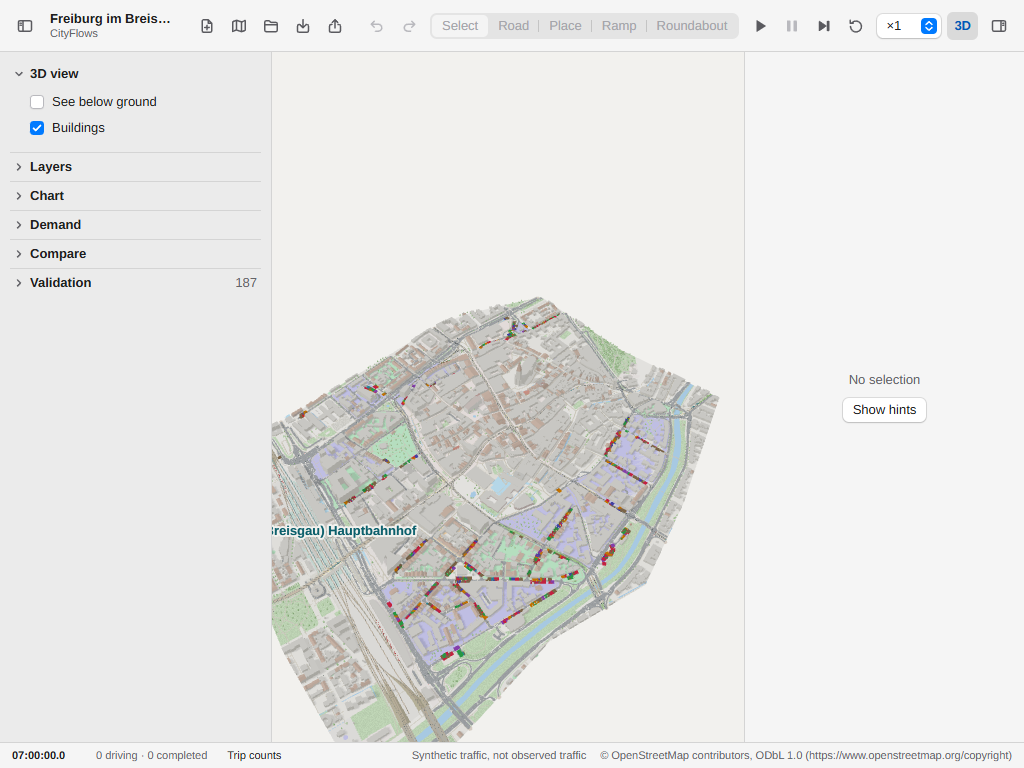 Freiburg im Breis…
CityFlows
Select
Road
Place
Ramp
Roundabout
×1
3D
3D view
See below ground
Buildings
Layers
Chart
Demand
Compare
Validation
187
Hauptbahnhof
No selection
Show hints
07:00:00.0
0 driving · 0 completed
Trip counts
Synthetic traffic, not observed traffic
© OpenStreetMap contributors, ODbL 1.0 (https://www.openstreetmap.org/copyright)